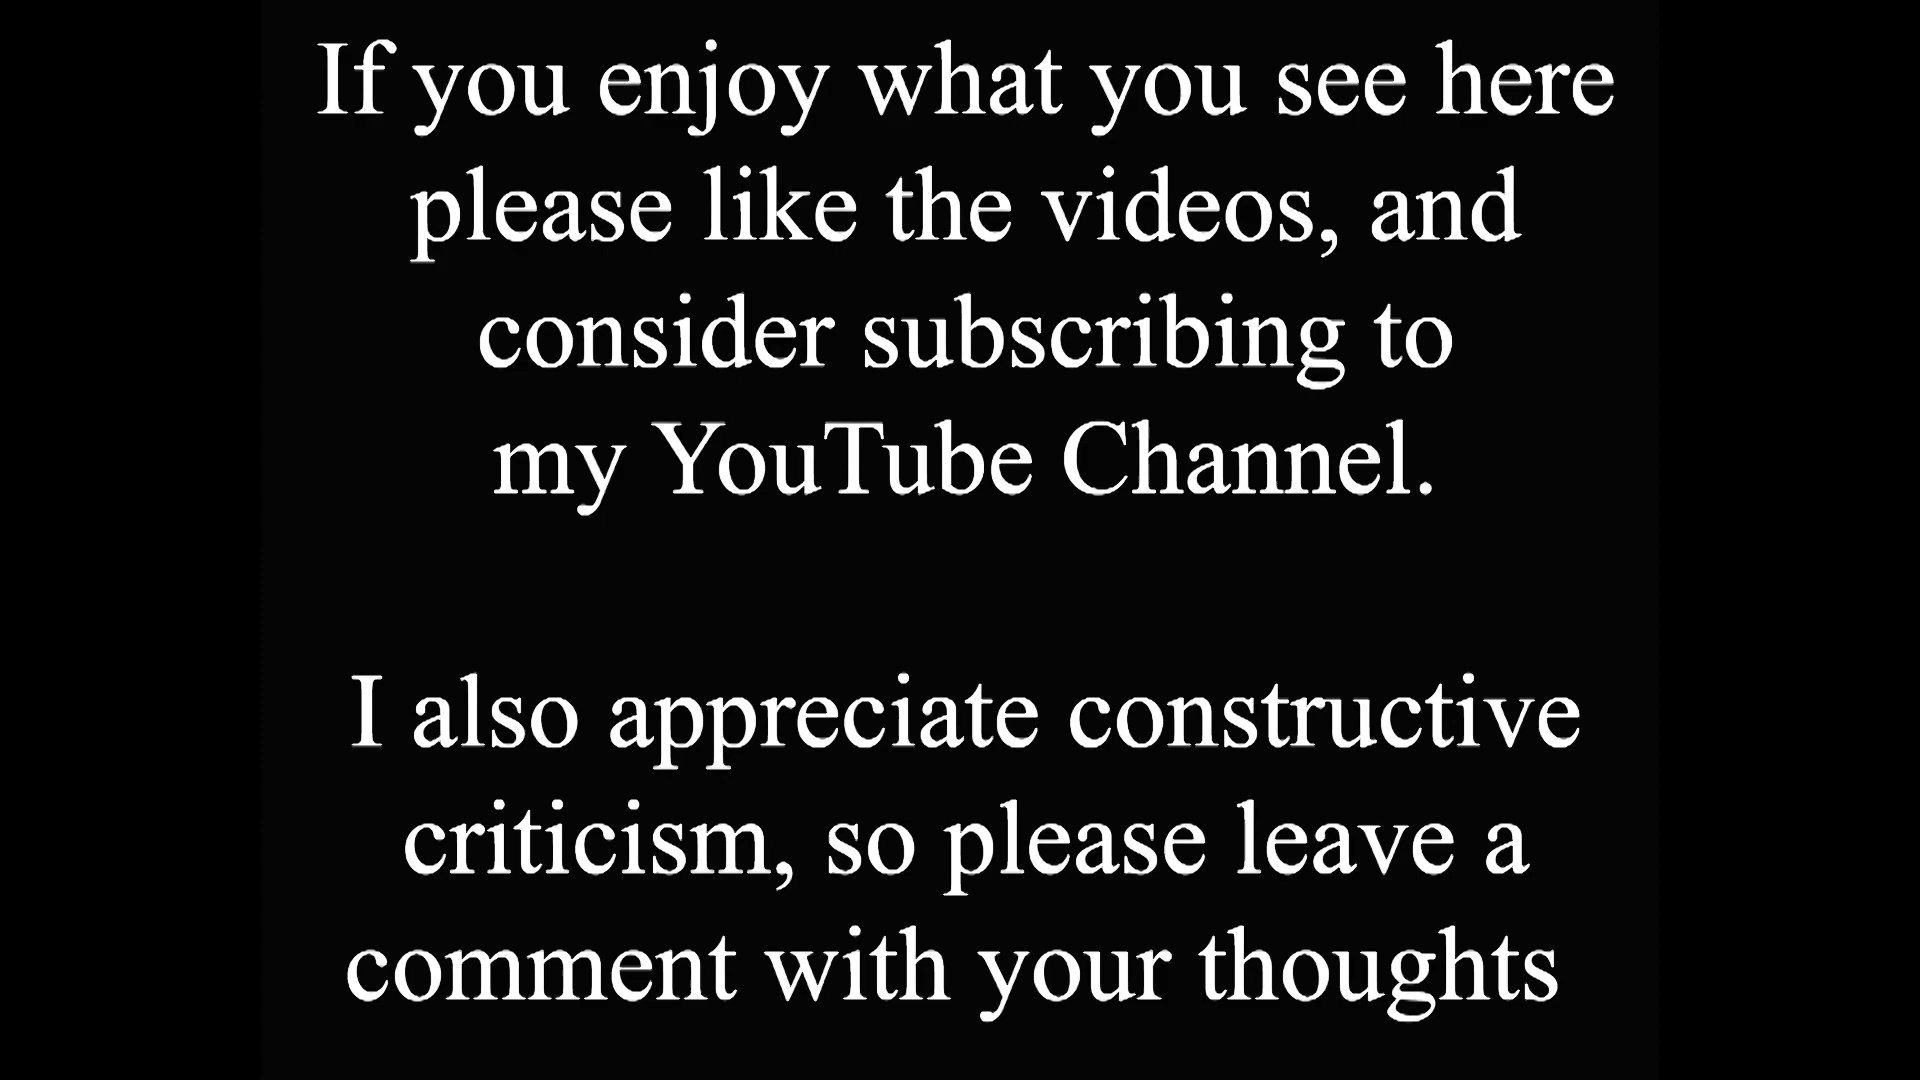 If you enjoy what you see here
please like the videos, and
consider subscribing to
my YouTube Channel.
I also appreciate constructive
criticism, so please leave a
comment with your thoughts